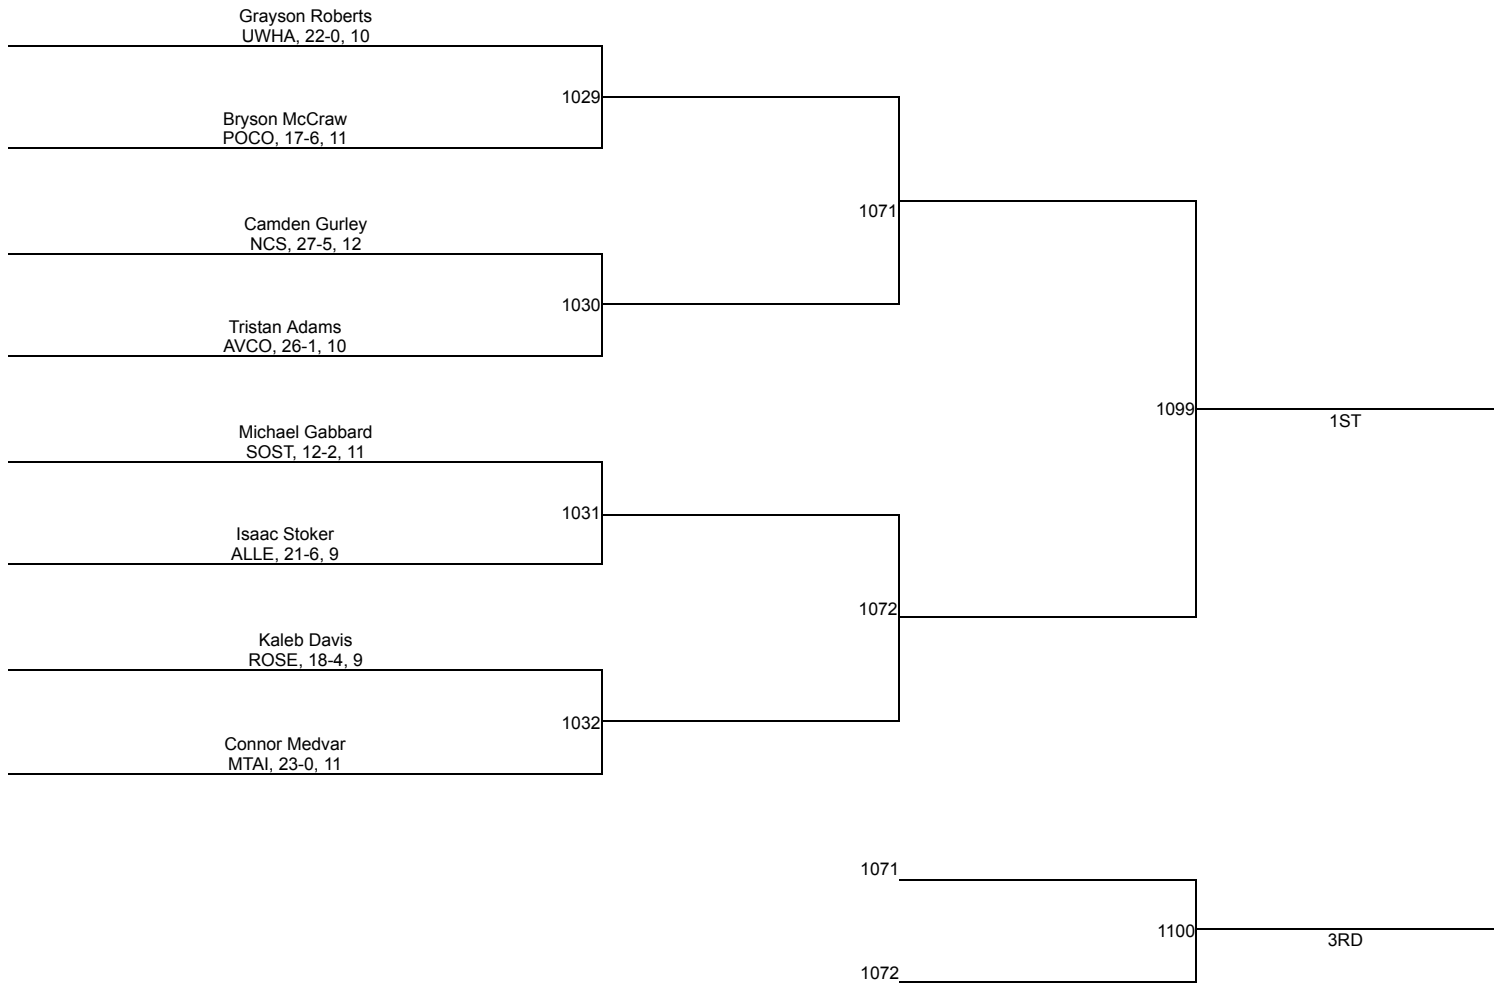 Grayson Roberts
UWHA, 22-0, 10
1029
Bryson McCraw
POCO, 17-6, 11
1071
Camden Gurley
NCS, 27-5, 12
1030
Tristan Adams
AVCO, 26-1, 10
1099
1ST
Michael Gabbard
SOST, 12-2, 11
1031
Isaac Stoker
ALLE, 21-6, 9
1072
Kaleb Davis
ROSE, 18-4, 9
1032
Connor Medvar
MTAI, 23-0, 11
1071
1100
3RD
1072